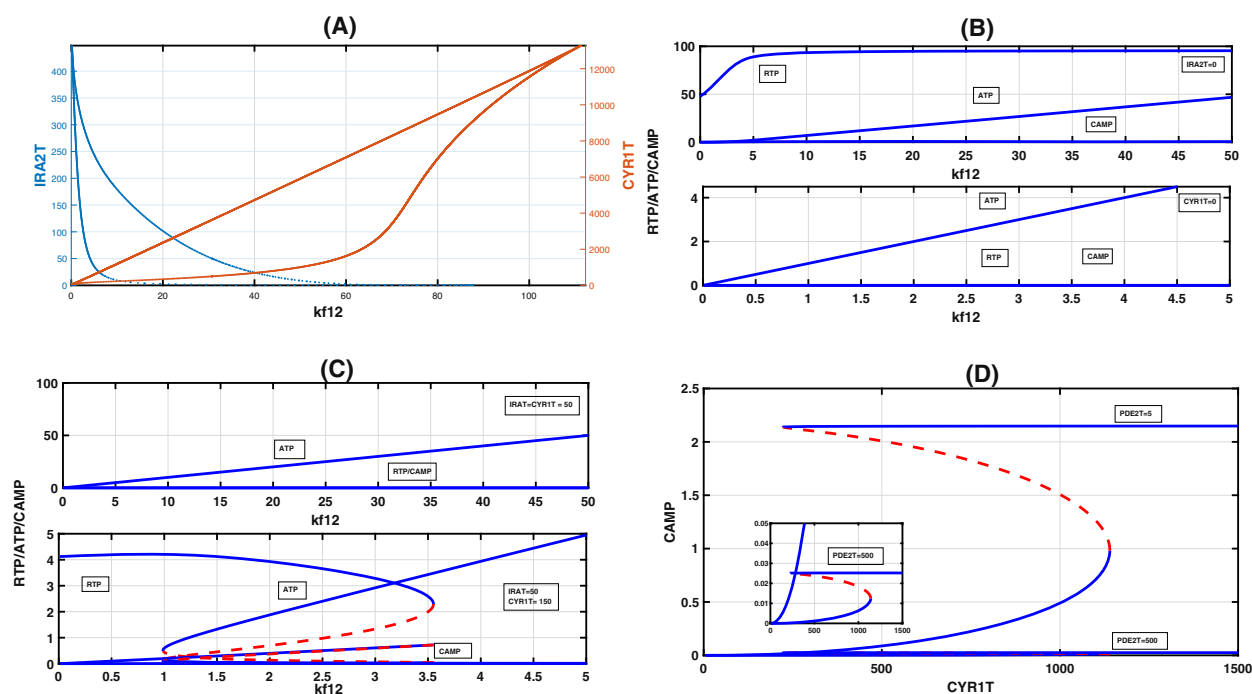 (A)
IRA2T
400
350
300
250
200
150
100
50
0
CYR1T
12000
10000
8000
6000
4000
2000
0
0 20 40 60 80 100
kf12
(B)
RTP/ATP/CAMP
100
50
0
RTP
ATP
CAMP
IRA2T=0
0 5 10 15 20 25 30 35 40 45 50
kf12
4
2
0
ATP
CYR1T=0
RTP
CAMP
0 0.5 1 1.5 2 2.5 3 3.5 4 4.5 5
kf12
(C)
RTP/ATP/CAMP
100
50
0
IRAT=CYR1T = 50
ATP
RTP/CAMP
0 5 10 15 20 25 30 35 40 45 50
kf12
5
4
3
2
1
0
RTP
ATP
IRAT=50
CYR1T= 150
CAMP
0 0.5 1 1.5 2 2.5 3 3.5 4 4.5 5
kf12
(D)
CAMP
2.5
2
1.5
1
0.5
0
PDE2T=5
0.05
0.04
0.03
0.02
0.01
0
PDE2T=500
0 500 1000 1500
PDE2T=500
0 500 1000 1500
CYR1T